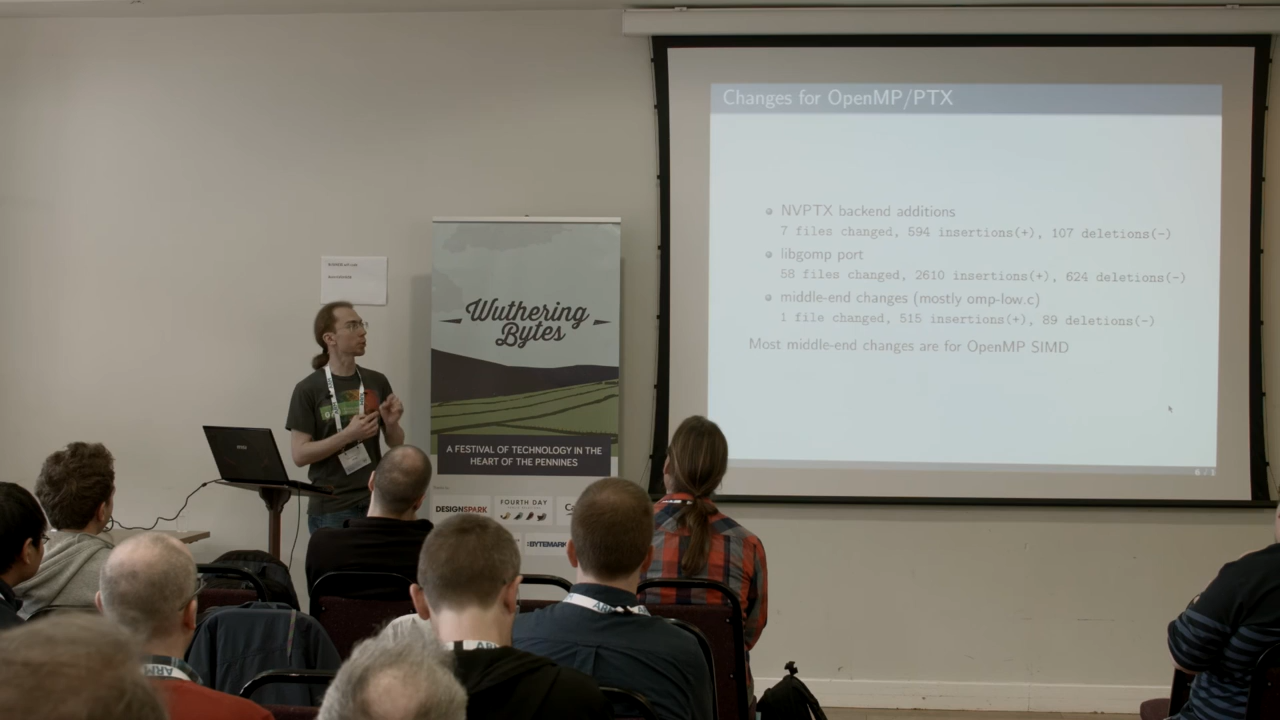 Changes for OpenMP/PTX
NVPTX backend additions
7 files changed, 594 insertions(+), 107 deletions(-)
libgomp port
58 files changed, 2610 insertions(+), 624 deletions(-)
middle-end changes (mostly omp-low.c)
1 file changed, 515 insertions(+), 89 deletions(-)
Most middle-end changes are for OpenMP SIMD
Wuthering
Bytes
A FESTIVAL OF TECHNOLOGY IN THE
HEART OF THE PENNINES
DESIGNSPARK
FOURTH DAY
BYTEMARK
ARM
ARM
ARM